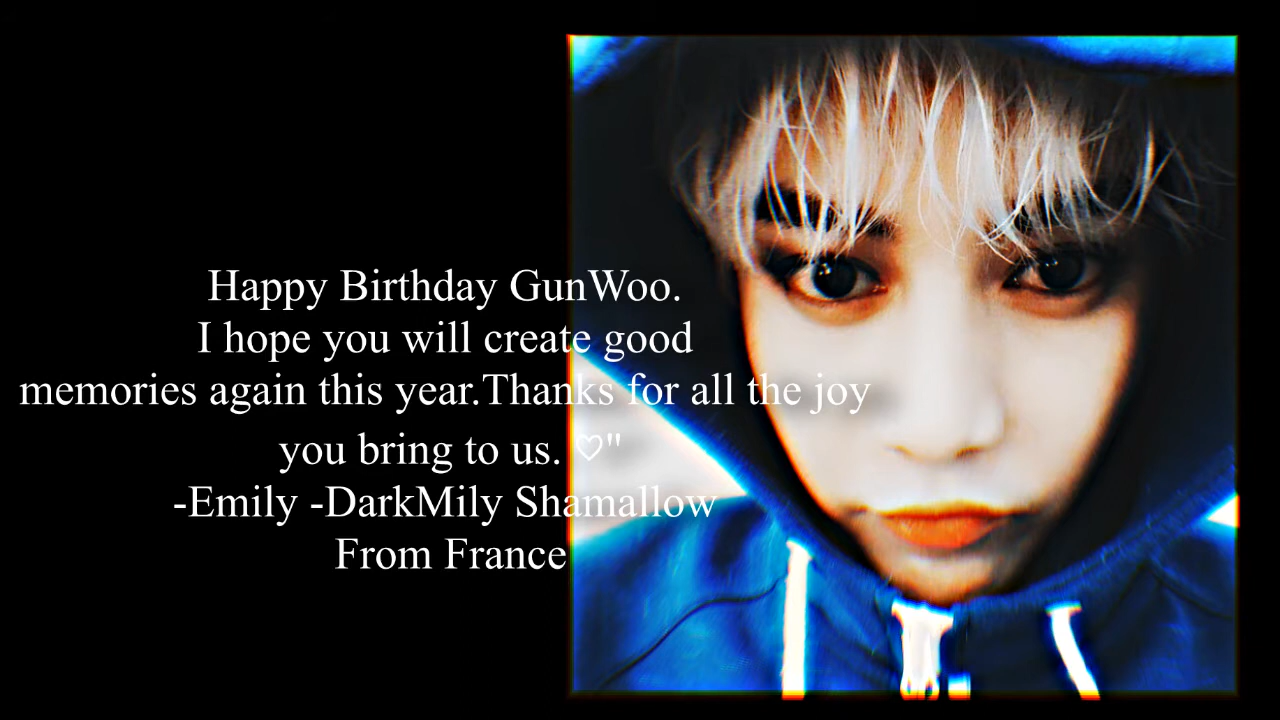 Happy Birthday GunWoo.
I hope you will create good
memories again this year.Thanks for all the joy
you bring to us. ♡"
-Emily -DarkMily Shamallow
From France